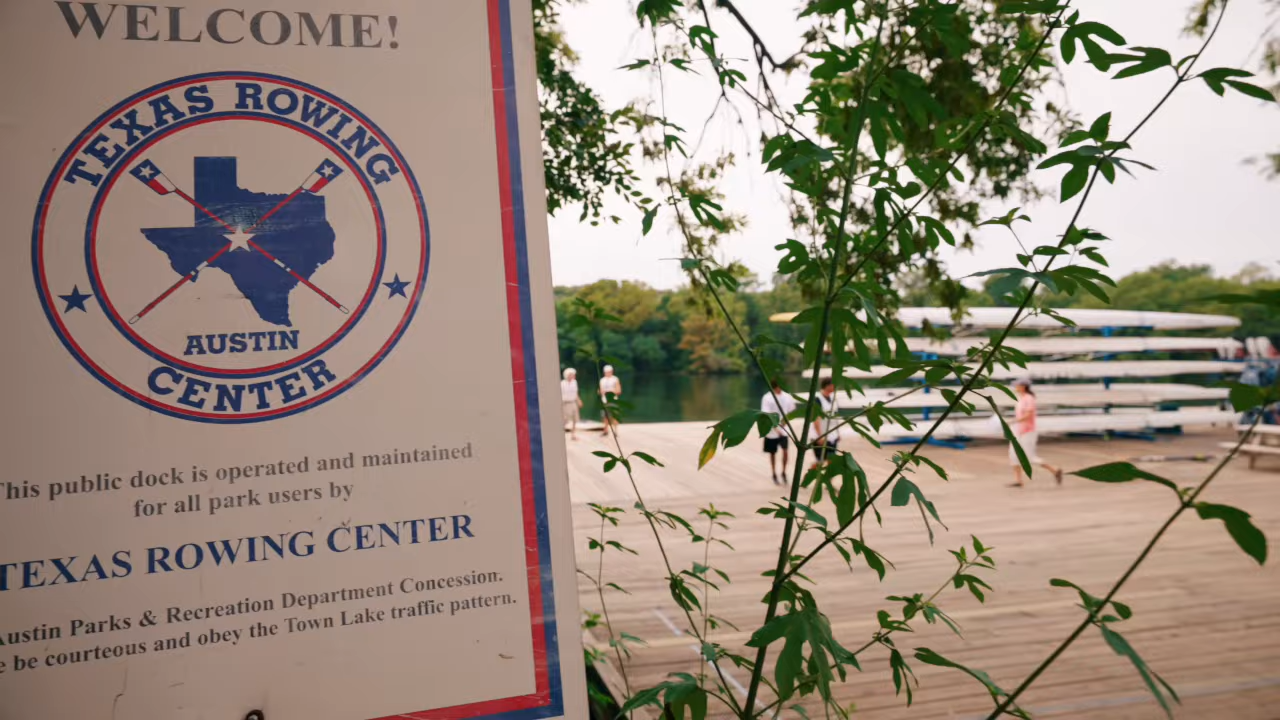 WELCOME!
TEXAS ROWING
AUSTIN
CENTER
This public dock is operated and maintained
for all park users by
TEXAS ROWING CENTER
Austin Parks & Recreation Department Concession.
be courteous and obey the Town Lake traffic pattern.